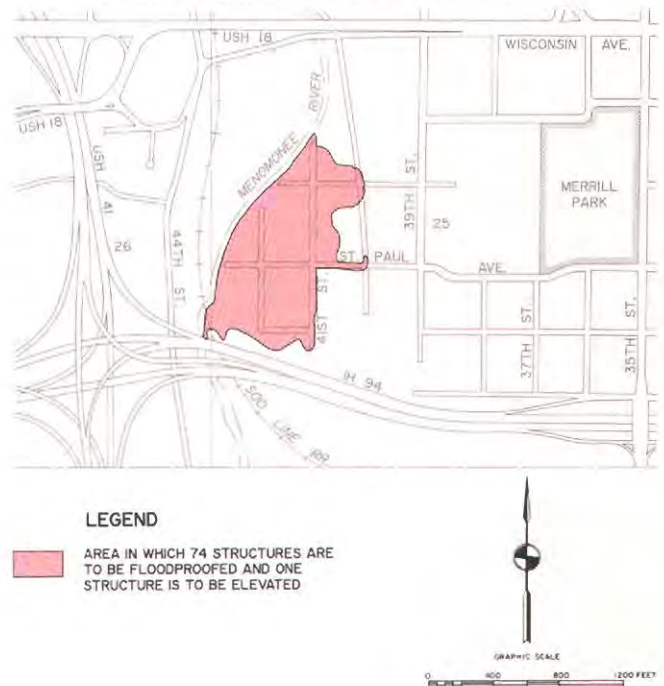 USH 18
WISCONSIN AVE.
USH 18
MENOMONEE RIVER
USH 41
39TH ST.
MERRILL
PARK
26
25
44TH ST.
ST. PAUL AVE.
41ST ST.
37TH ST.
35TH ST.
IH 94
SOO LINE RR
LEGEND
AREA IN WHICH 74 STRUCTURES ARE
TO BE FLOODPROOFED AND ONE
STRUCTURE IS TO BE ELEVATED
GRAPHIC SCALE
0 400 800 1200 FEET